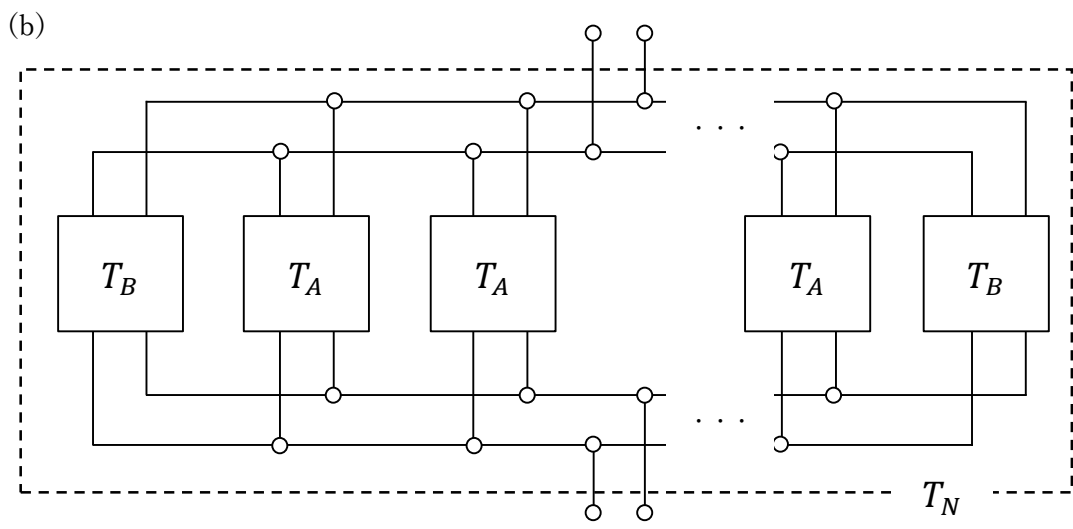 (b)
. . .
T_B T_A T_A T_A T_B
. . .
T_N